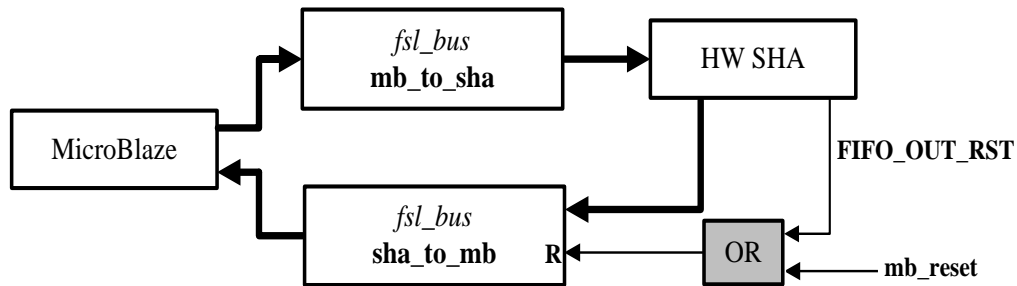 fsl_bus
mb_to_sha
HW SHA
MicroBlaze
FIFO_OUT_RST
fsl_bus
sha_to_mb
R
OR
mb_reset